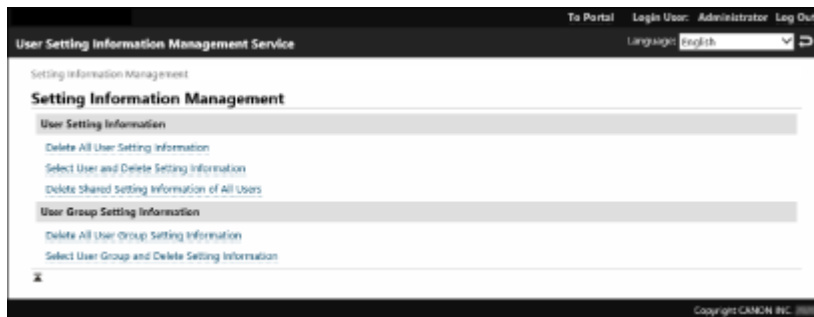 To Portal Login User: Administrator Log Out
User Setting Information Management Service
Language: English
Setting Information Management
Setting Information Management
User Setting Information
Delete All User Setting Information
Select User and Delete Setting Information
Delete Shared Setting Information of All Users
User Group Setting Information
Delete All User Group Setting Information
Select User Group and Delete Setting Information
Copyright CANON INC.